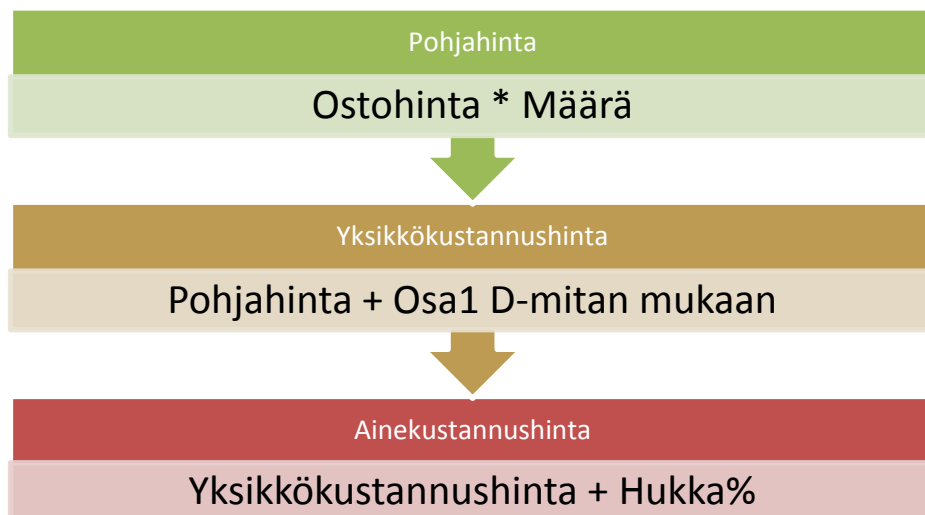 Pohjahinta
Ostohinta * Määrä
Yksikkökustannushinta
Pohjahinta + Osa1 D-mitan mukaan
Ainekustannushinta
Yksikkökustannushinta + Hukka%